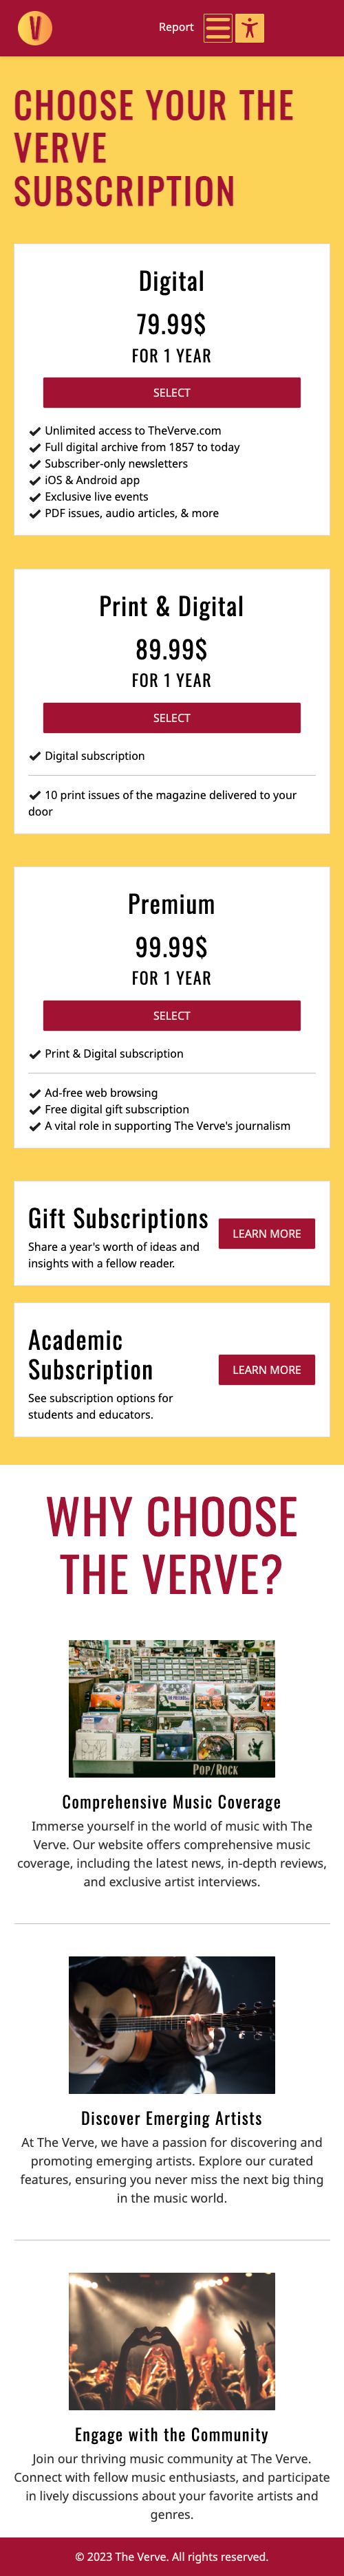 V
Report
CHOOSE YOUR THE
VERVE
SUBSCRIPTION
Digital
79.99$
FOR 1 YEAR
SELECT
Unlimited access to TheVerve.com
Full digital archive from 1857 to today
Subscriber-only newsletters
iOS & Android app
Exclusive live events
PDF issues, audio articles, & more
Print & Digital
89.99$
FOR 1 YEAR
SELECT
Digital subscription
10 print issues of the magazine delivered to your
door
Premium
99.99$
FOR 1 YEAR
SELECT
Print & Digital subscription
Ad-free web browsing
Free digital gift subscription
A vital role in supporting The Verve's journalism
Gift Subscriptions
Share a year's worth of ideas and
insights with a fellow reader.
LEARN MORE
Academic
Subscription
See subscription options for
students and educators.
LEARN MORE
WHY CHOOSE
THE VERVE?
POP/ROCK
Comprehensive Music Coverage
Immerse yourself in the world of music with The
Verve. Our website offers comprehensive music
coverage, including the latest news, in-depth reviews,
and exclusive artist interviews.
Discover Emerging Artists
At The Verve, we have a passion for discovering and
promoting emerging artists. Explore our curated
features, ensuring you never miss the next big thing
in the music world.
Engage with the Community
Join our thriving music community at The Verve.
Connect with fellow music enthusiasts, and participate
in lively discussions about your favorite artists and
genres.
© 2023 The Verve. All rights reserved.